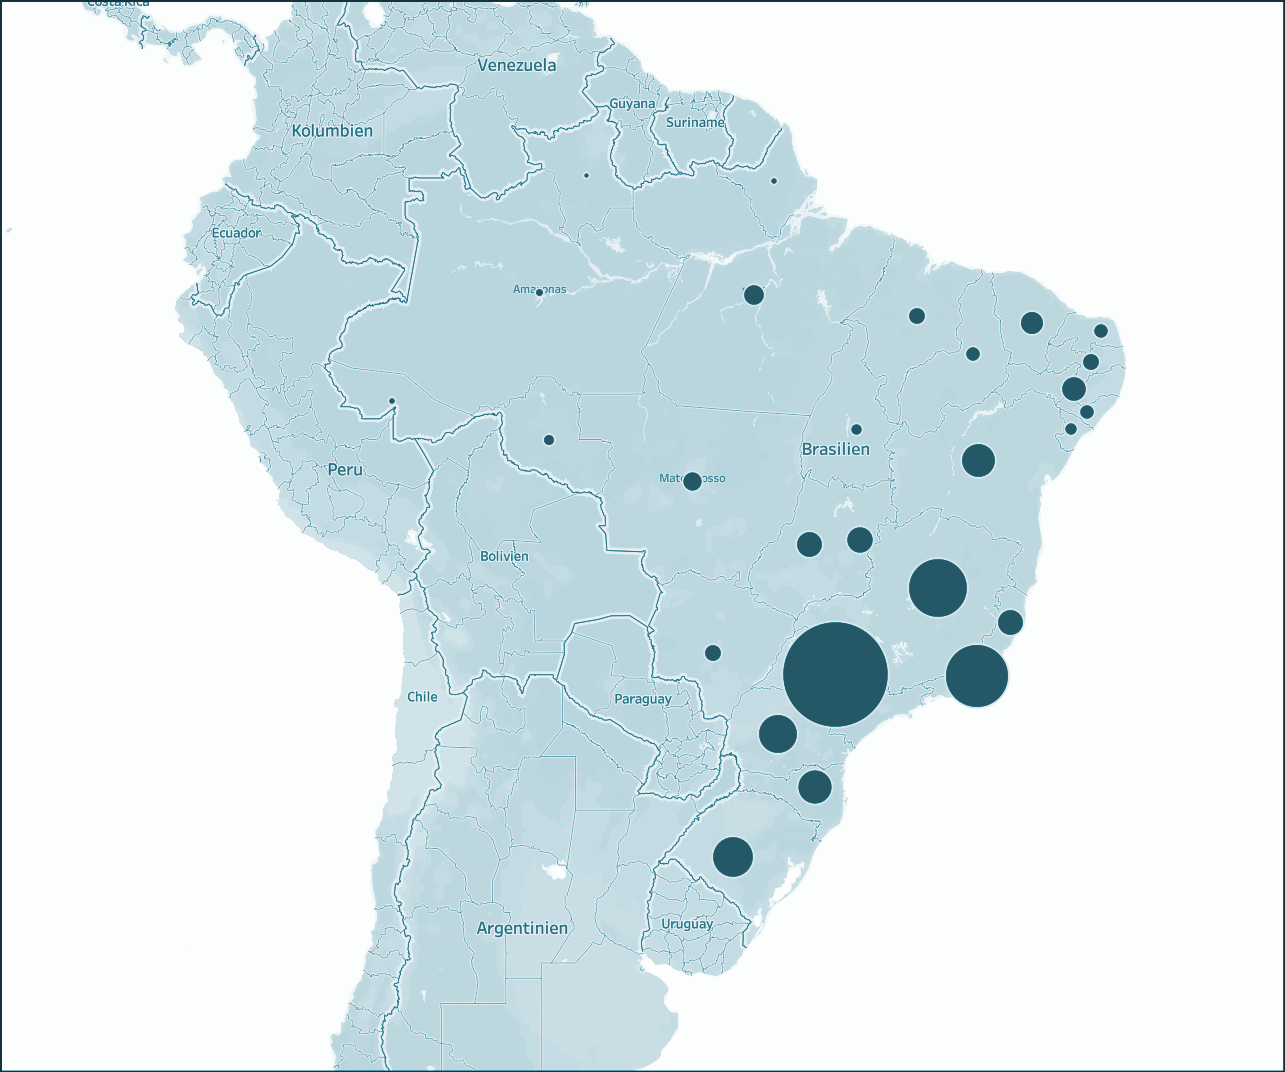 Costa Rica
Venezuela
Guyana
Suriname
Kolumbien
Ecuador
Amazonas
Brasilien
Peru
Bolivien
Chile
Paraguay
Argentinien
Uruguay